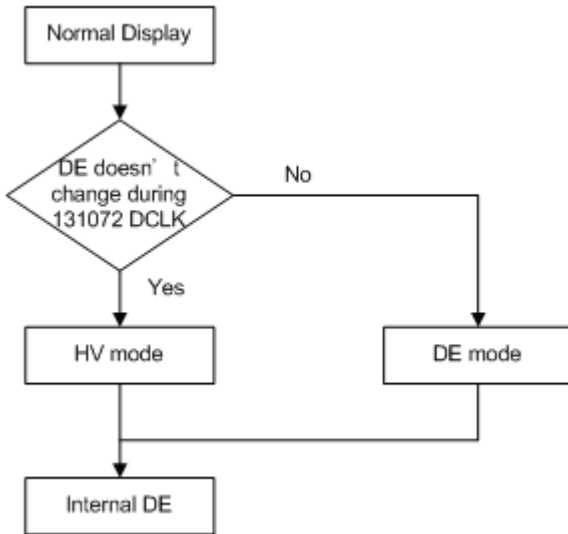 Normal Display
DE doesn’ t
change during
131072 DCLK
No
Yes
HV mode
DE mode
Internal DE